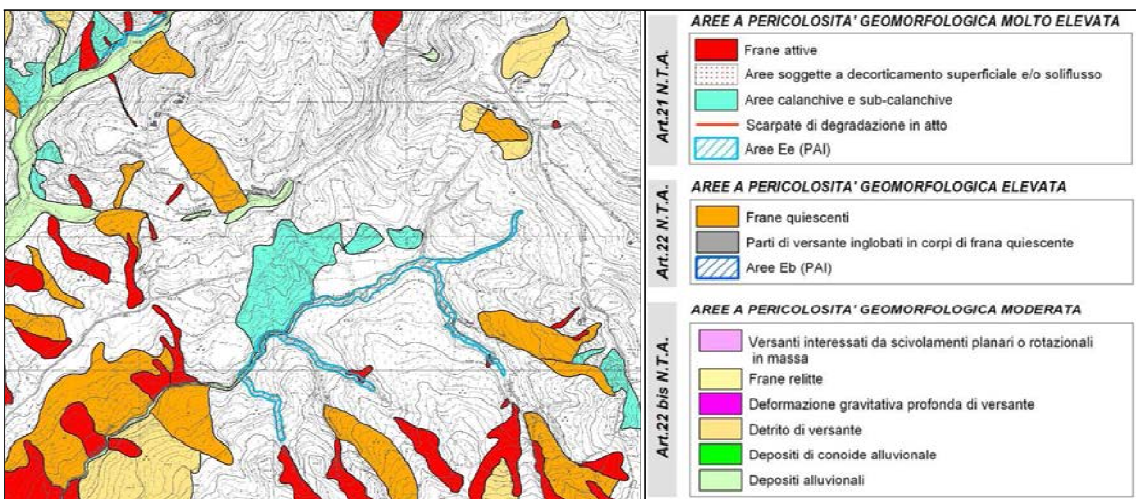 Art.21 N.T.A.
AREE A PERICOLOSITA' GEOMORFOLOGICA MOLTO ELEVATA
Frane attive
Aree soggette a decorticamento superficiale e/o soliflusso
Aree calanchive e sub-calanchive
Scarpate di degradazione in atto
Aree Ee (PAI)
Art.22 N.T.A.
AREE A PERICOLOSITA' GEOMORFOLOGICA ELEVATA
Frane quiescenti
Parti di versante inglobati in corpi di frana quiescente
Aree Eb (PAI)
Art.22 bis N.T.A.
AREE A PERICOLOSITA' GEOMORFOLOGICA MODERATA
Versanti interessati da scivolamenti planari o rotazionali
in massa
Frane relitte
Deformazione gravitativa profonda di versante
Detrito di versante
Depositi di conoide alluvionale
Depositi alluvionali